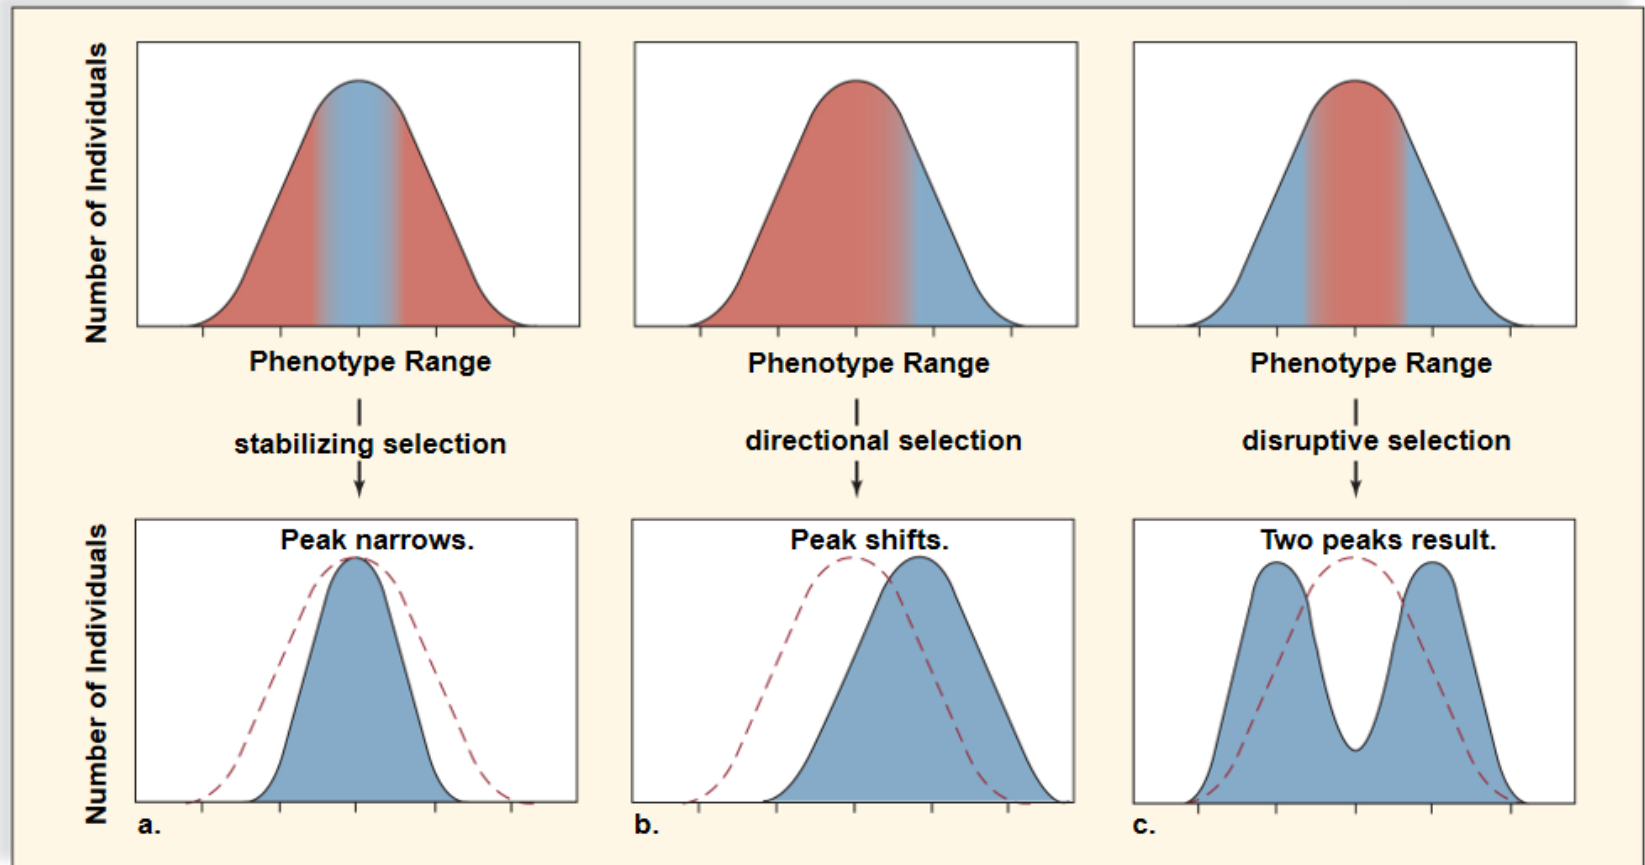 Number of Individuals
Phenotype Range
Phenotype Range
Phenotype Range
stabilizing selection
directional selection
disruptive selection
Number of Individuals
Peak narrows.
Peak shifts.
Two peaks result.
a.
b.
c.